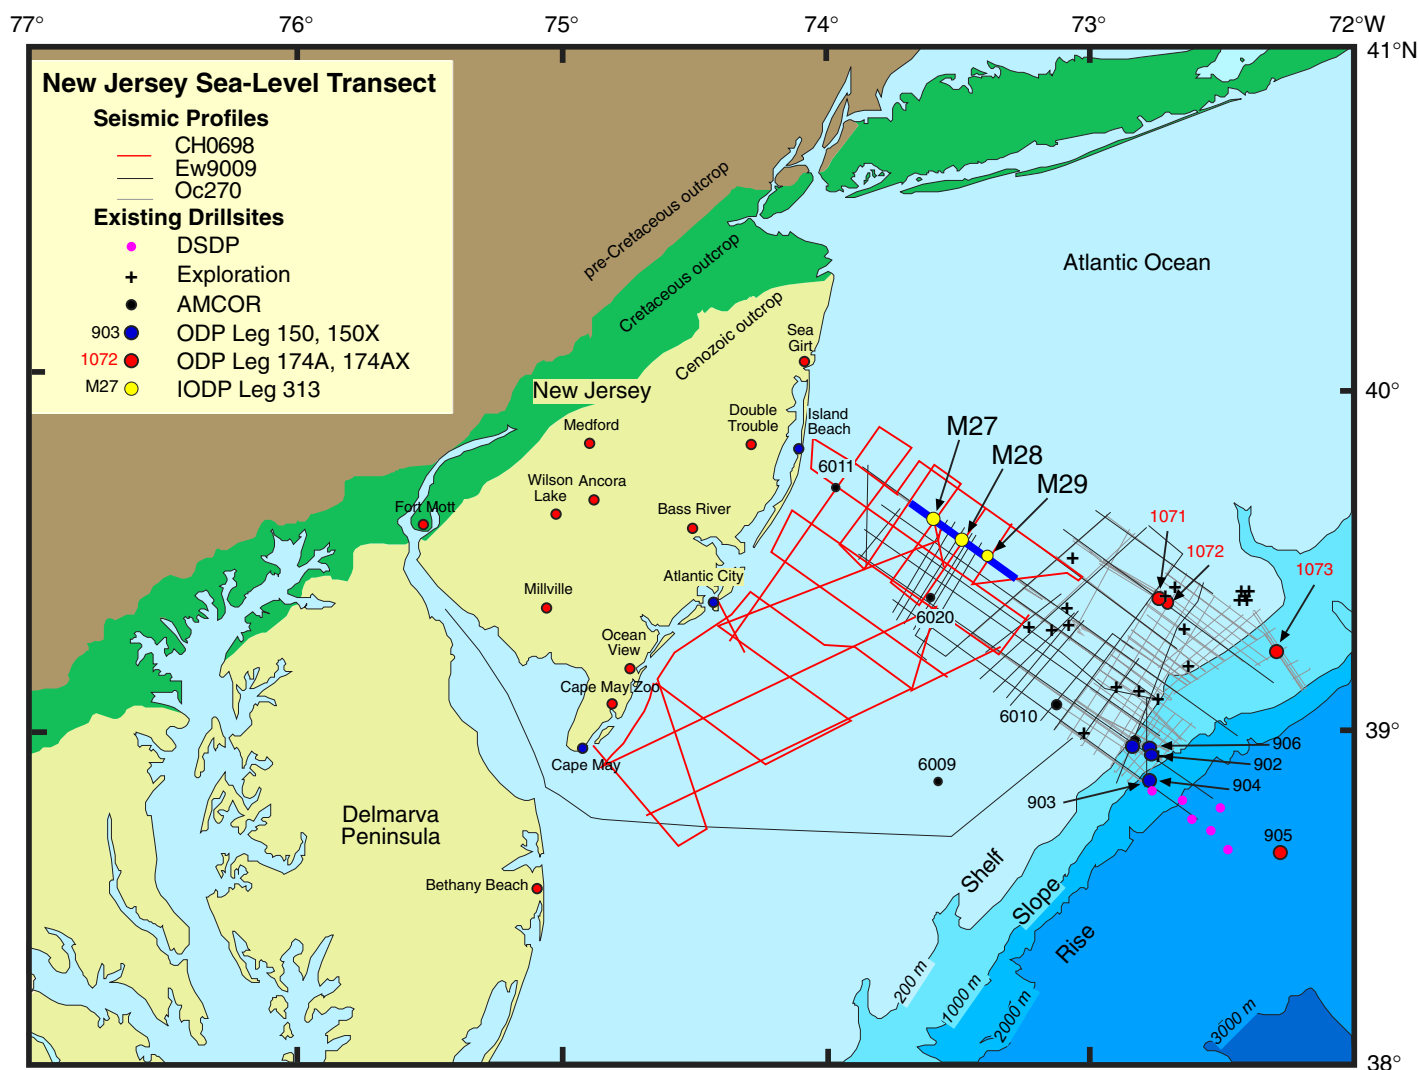 77°
76°
75°
74°
73°
72°W
41°N
New Jersey Sea-Level Transect
Seismic Profiles
CH0698
Ew9009
Oc270
Existing Drillsites
DSDP
Exploration
AMCOR
903 ODP Leg 150, 150X
1072 ODP Leg 174A, 174AX
M27 IODP Leg 313
pre-Cretaceous outcrop
Cretaceous outcrop
Cenozoic outcrop
Atlantic Ocean
Sea
Girt
New Jersey
40°
Medford
Double
Trouble
Island
Beach
M27
M28
M29
6011
Wilson
Lake
Ancora
Fort Mott
Bass River
1071
1072
1073
Atlantic City
Millville
6020
Ocean
View
Cape May Zoo
6010
39°
Cape May
906
902
904
903
6009
905
Delmarva
Peninsula
Bethany Beach
Shelf
Slope
Rise
200 m
1000 m
2000 m
3000 m
38°